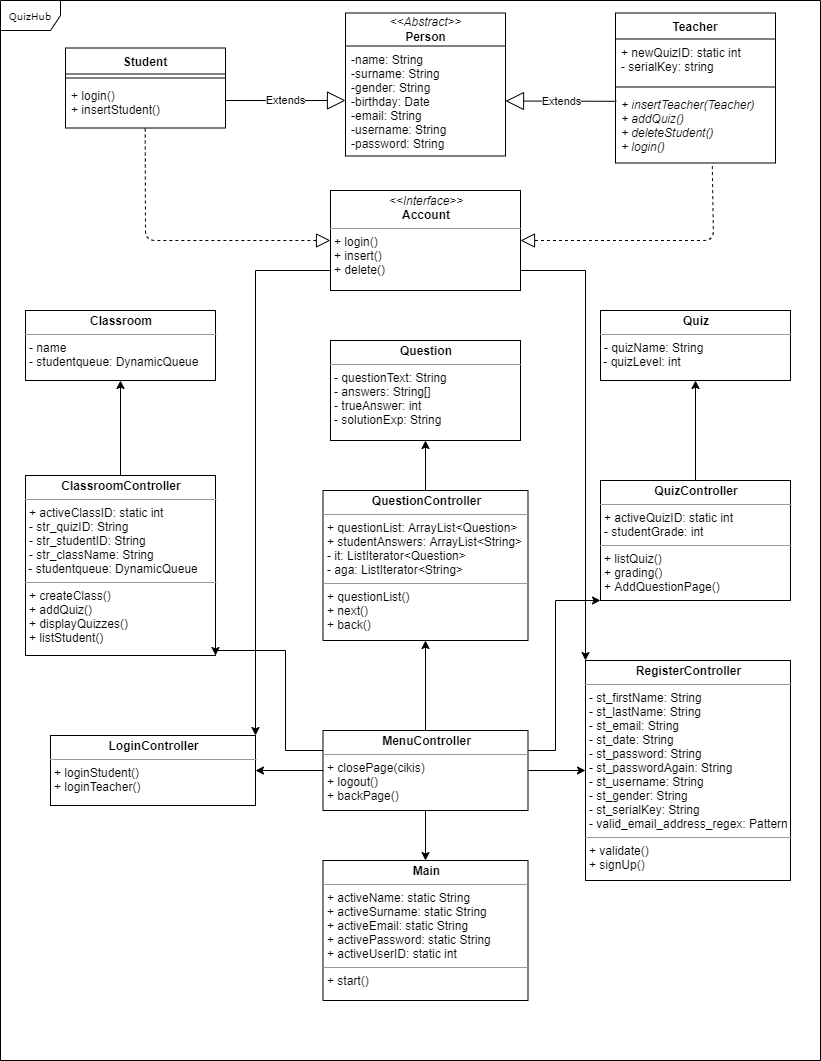 QuizHub
Student
+ login()
+ insertStudent()
Extends
<<Abstract>>
Person
-name: String
-surname: String
-gender: String
-birthday: Date
-email: String
-username: String
-password: String
Extends
Teacher
+ newQuizID: static int
- serialKey: string
+ insertTeacher(Teacher)
+ addQuiz()
+ deleteStudent()
+ login()
<<Interface>>
Account
+ login()
+ insert()
+ delete()
Classroom
- name
- studentqueue: DynamicQueue
Question
- questionText: String
- answers: String[]
- trueAnswer: int
- solutionExp: String
Quiz
- quizName: String
- quizLevel: int
ClassroomController
+ activeClassID: static int
- str_quizID: String
- str_studentID: String
- str_className: String
- studentqueue: DynamicQueue
+ createClass()
+ addQuiz()
+ displayQuizzes()
+ listStudent()
QuestionController
+ questionList: ArrayList<Question>
+ studentAnswers: ArrayList<String>
- it: ListIterator<Question>
- aga: ListIterator<String>
+ questionList()
+ next()
+ back()
QuizController
+ activeQuizID: static int
- studentGrade: int
+ listQuiz()
+ grading()
+ AddQuestionPage()
LoginController
+ loginStudent()
+ loginTeacher()
MenuController
+ closePage(cikis)
+ logout()
+ backPage()
RegisterController
- st_firstName: String
- st_lastName: String
- st_email: String
- st_date: String
- st_password: String
- st_passwordAgain: String
- st_username: String
- st_gender: String
- st_serialKey: String
- valid_email_address_regex: Pattern
+ validate()
+ signUp()
Main
+ activeName: static String
+ activeSurname: static String
+ activeEmail: static String
+ activePassword: static String
+ activeUserID: static int
+ start()